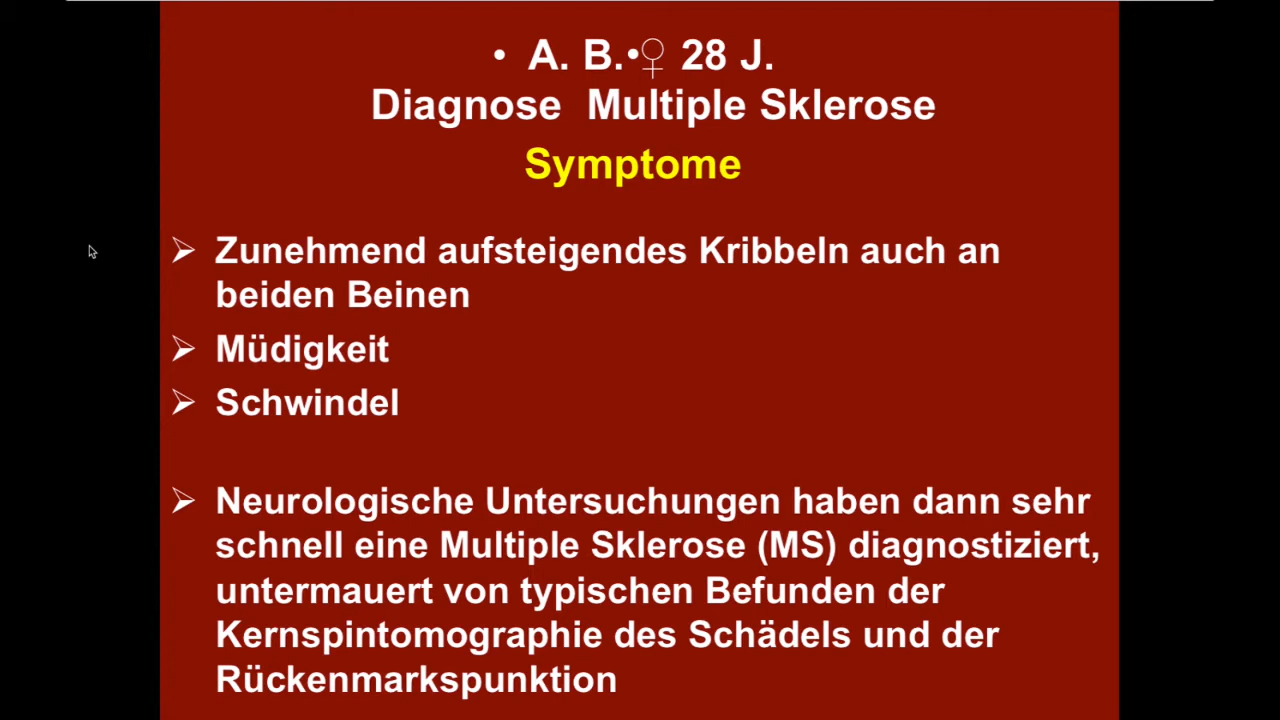 • A. B.•♀ 28 J.
Diagnose Multiple Sklerose
Symptome
➢ Zunehmend aufsteigendes Kribbeln auch an
beiden Beinen
➢ Müdigkeit
➢ Schwindel
➢ Neurologische Untersuchungen haben dann sehr
schnell eine Multiple Sklerose (MS) diagnostiziert,
untermauert von typischen Befunden der
Kernspintomographie des Schädels und der
Rückenmarkspunktion